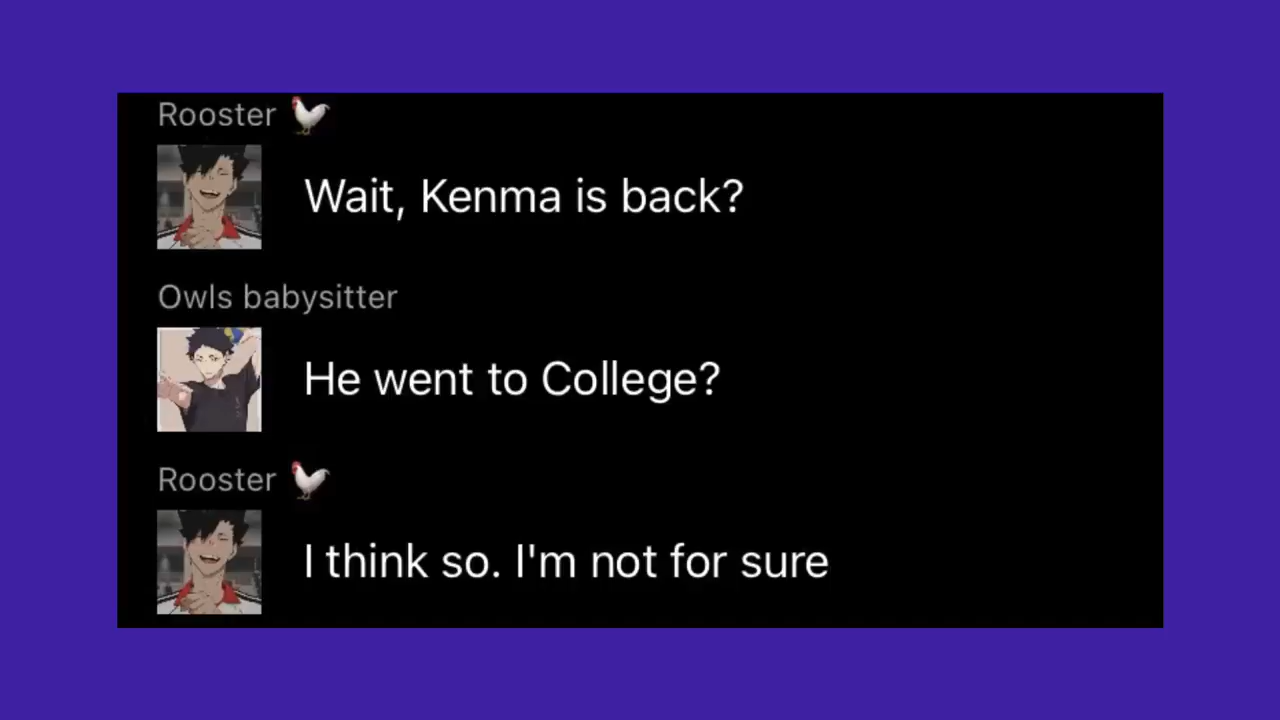 Rooster 🐓
Wait, Kenma is back?
Owls babysitter
He went to College?
Rooster 🐓
I think so. I'm not for sure